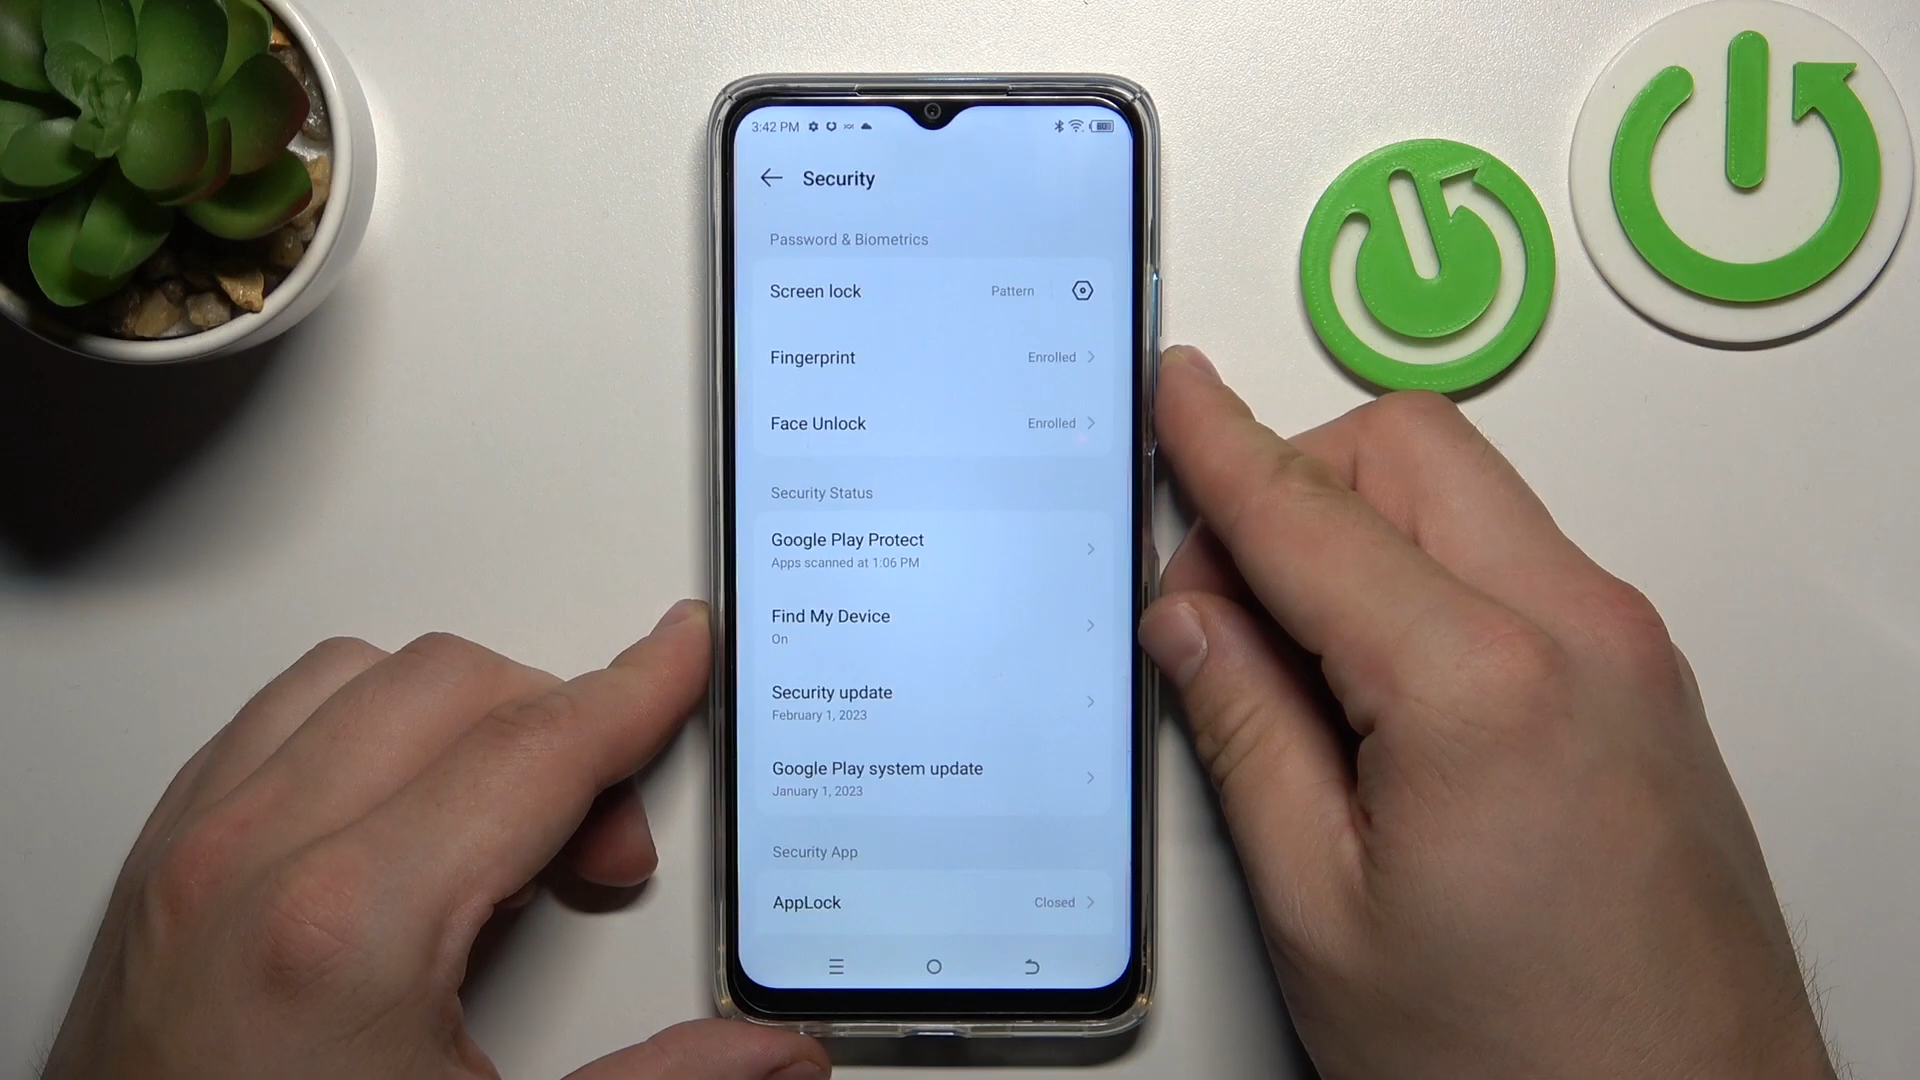 3:42 PM
60
Security
Password & Biometrics
Screen lock Pattern
Fingerprint Enrolled
Face Unlock Enrolled
Security Status
Google Play Protect
Apps scanned at 1:06 PM
Find My Device
On
Security update
February 1, 2023
Google Play system update
January 1, 2023
Security App
AppLock Closed